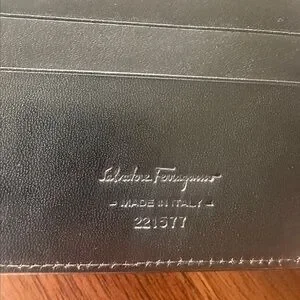 Salvatore Ferragamo
– MADE IN ITALY –
221577